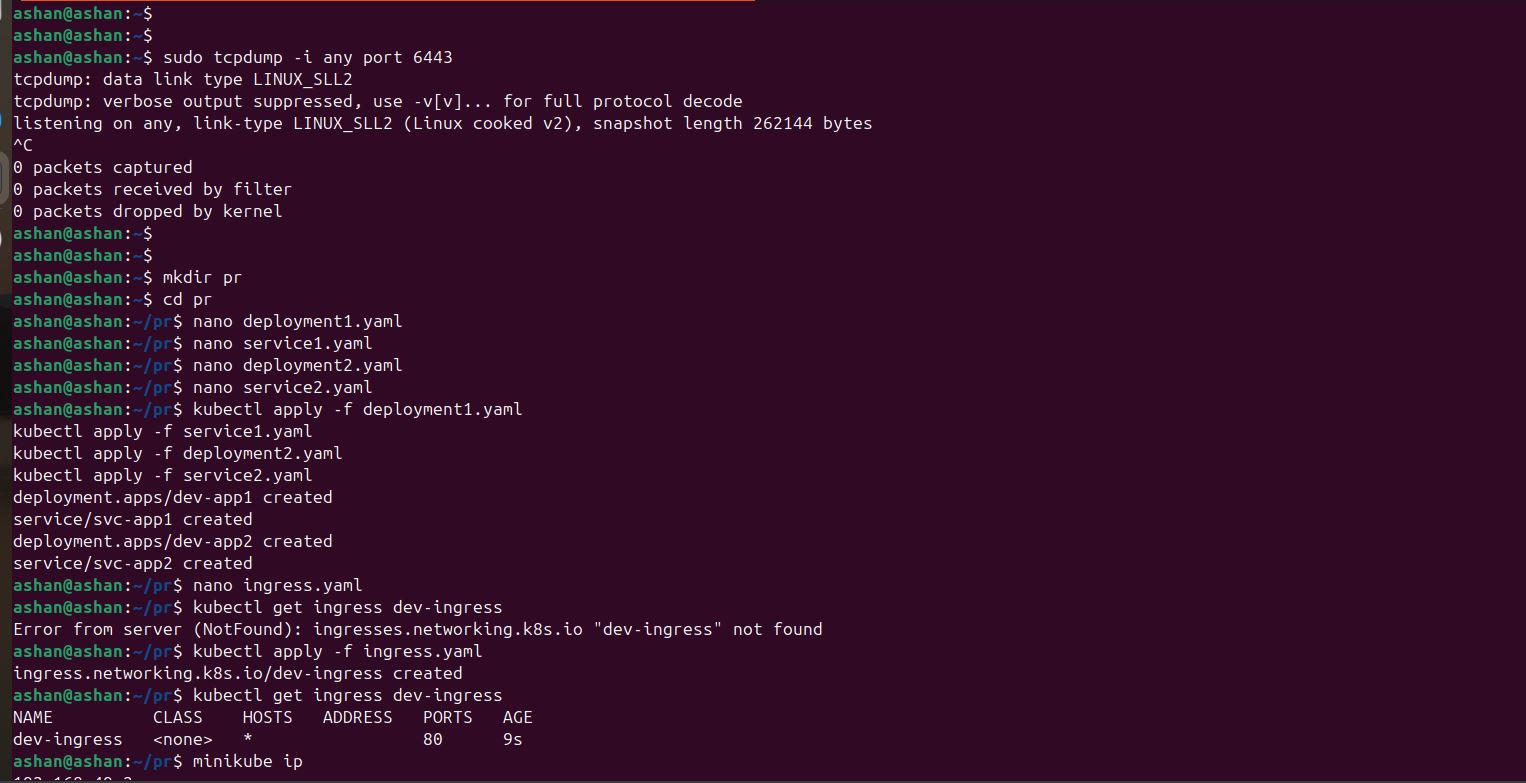 ashan@ashan:~$
ashan@ashan:~$
ashan@ashan:~$ sudo tcpdump -i any port 6443
tcpdump: data link type LINUX_SLL2
tcpdump: verbose output suppressed, use -v[v]... for full protocol decode
listening on any, link-type LINUX_SLL2 (Linux cooked v2), snapshot length 262144 bytes
^C
0 packets captured
0 packets received by filter
0 packets dropped by kernel
ashan@ashan:~$
ashan@ashan:~$
ashan@ashan:~$ mkdir pr
ashan@ashan:~$ cd pr
ashan@ashan:~/pr$ nano deployment1.yaml
ashan@ashan:~/pr$ nano service1.yaml
ashan@ashan:~/pr$ nano deployment2.yaml
ashan@ashan:~/pr$ nano service2.yaml
ashan@ashan:~/pr$ kubectl apply -f deployment1.yaml
kubectl apply -f service1.yaml
kubectl apply -f deployment2.yaml
kubectl apply -f service2.yaml
deployment.apps/dev-app1 created
service/svc-app1 created
deployment.apps/dev-app2 created
service/svc-app2 created
ashan@ashan:~/pr$ nano ingress.yaml
ashan@ashan:~/pr$ kubectl get ingress dev-ingress
Error from server (NotFound): ingresses.networking.k8s.io "dev-ingress" not found
ashan@ashan:~/pr$ kubectl apply -f ingress.yaml
ingress.networking.k8s.io/dev-ingress created
ashan@ashan:~/pr$ kubectl get ingress dev-ingress
NAME CLASS HOSTS ADDRESS PORTS AGE
dev-ingress <none> * 80 9s
ashan@ashan:~/pr$ minikube ip